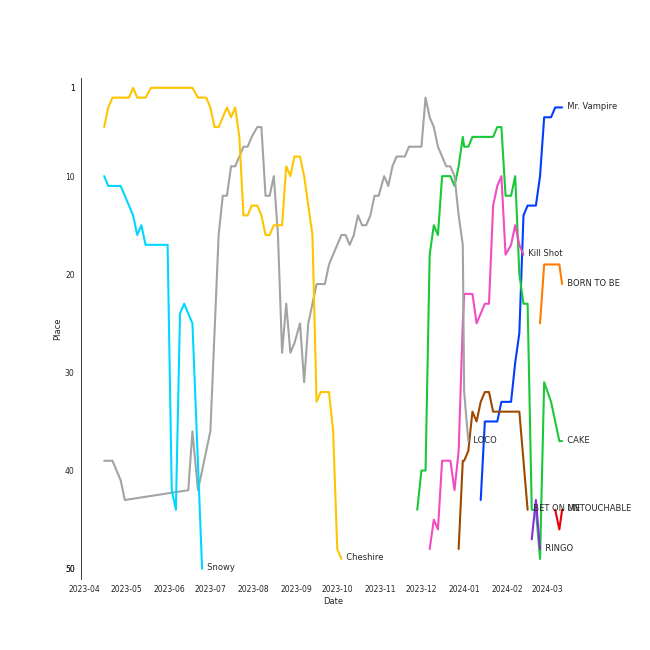 1
Mr. Vampire
10
Kill Shot
20
BORN TO BE
30
Place
LOCO
CAKE
40
BET ON ME
UNTOUCHABLE
RINGO
Cheshire
50
Snowy
2023-04 2023-05 2023-06 2023-07 2023-08 2023-09 2023-10 2023-11 2023-12 2024-01 2024-02 2024-03
Date